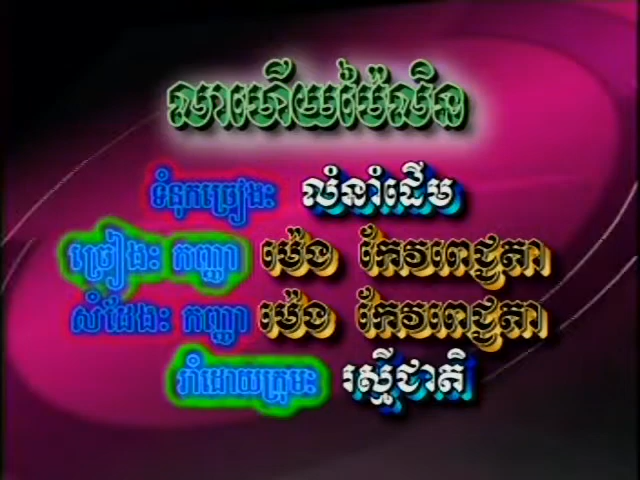 លាហើយម៉ៃលិន
ទំនុកច្រៀង: លំនាំដើម
ច្រៀង: កញ្ញា ម៉េង កែវពេជ្ជតា
សំដែង: កញ្ញា ម៉េង កែវពេជ្ជតា
រាំដោយក្រុម: រស្មីជាតិ